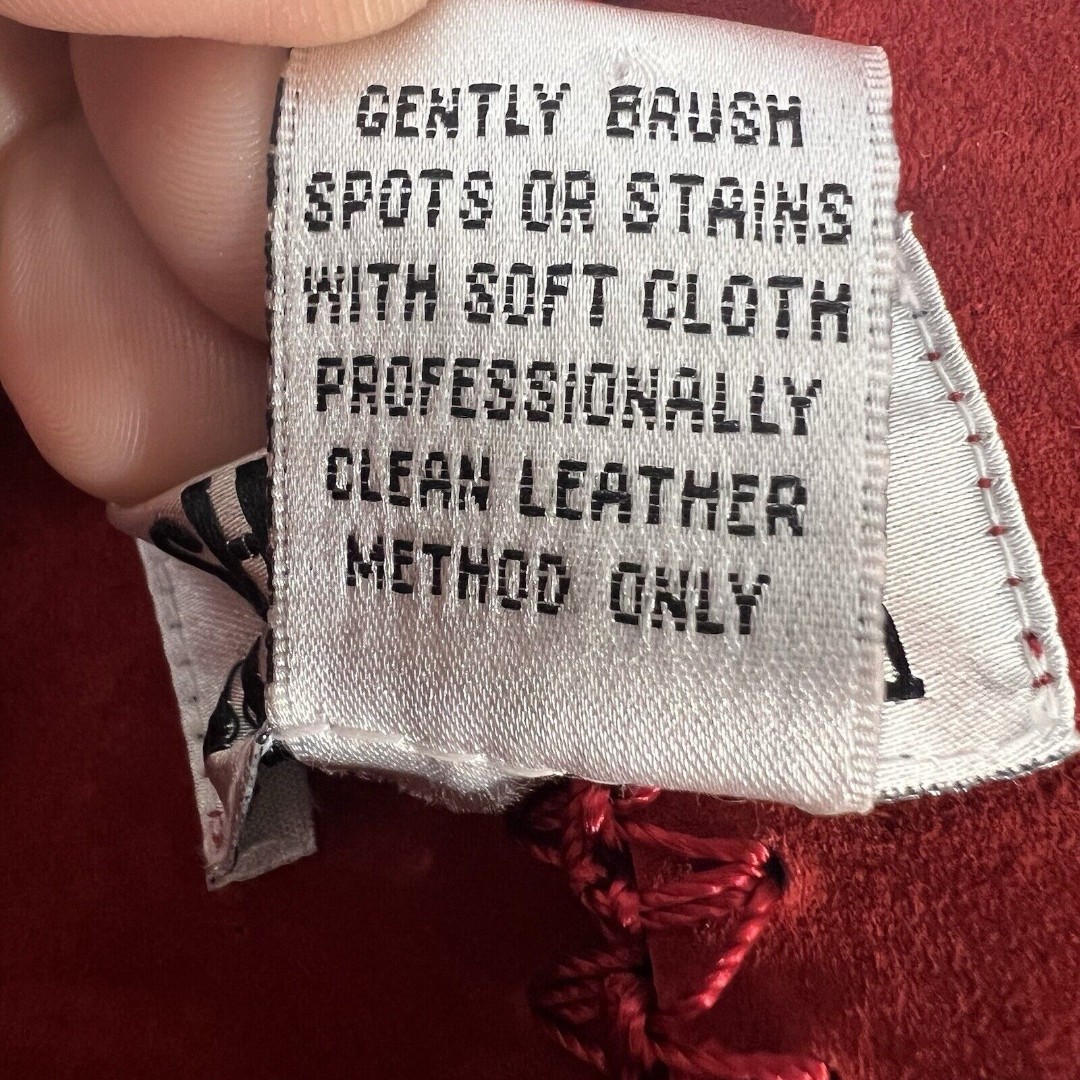 GENTLY BRUSH
SPOTS OR STAINS
WITH SOFT CLOTH
PROFESSIONALLY
CLEAN LEATHER
METHOD ONLY